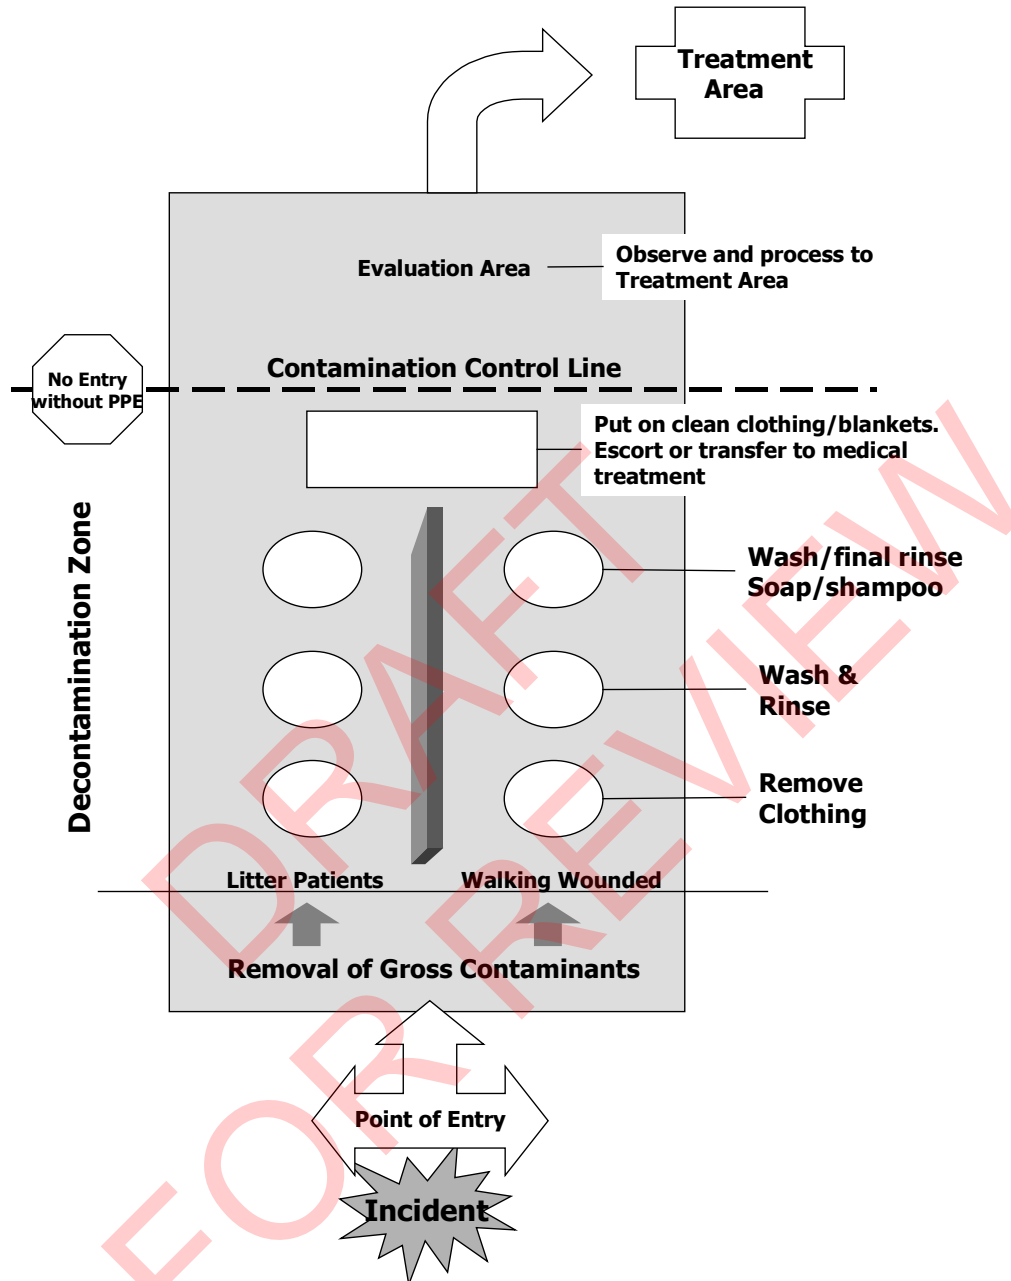 Treatment
Area
Evaluation Area
Observe and process to
Treatment Area
Contamination Control Line
No Entry
without PPE
Put on clean clothing/blankets.
Escort or transfer to medical
treatment
Decontamination Zone
Wash/final rinse
Soap/shampoo
Wash &
Rinse
Remove
Clothing
Litter Patients
Walking Wounded
Removal of Gross Contaminants
Point of Entry
Incident
DRAFT
FOR REVIEW